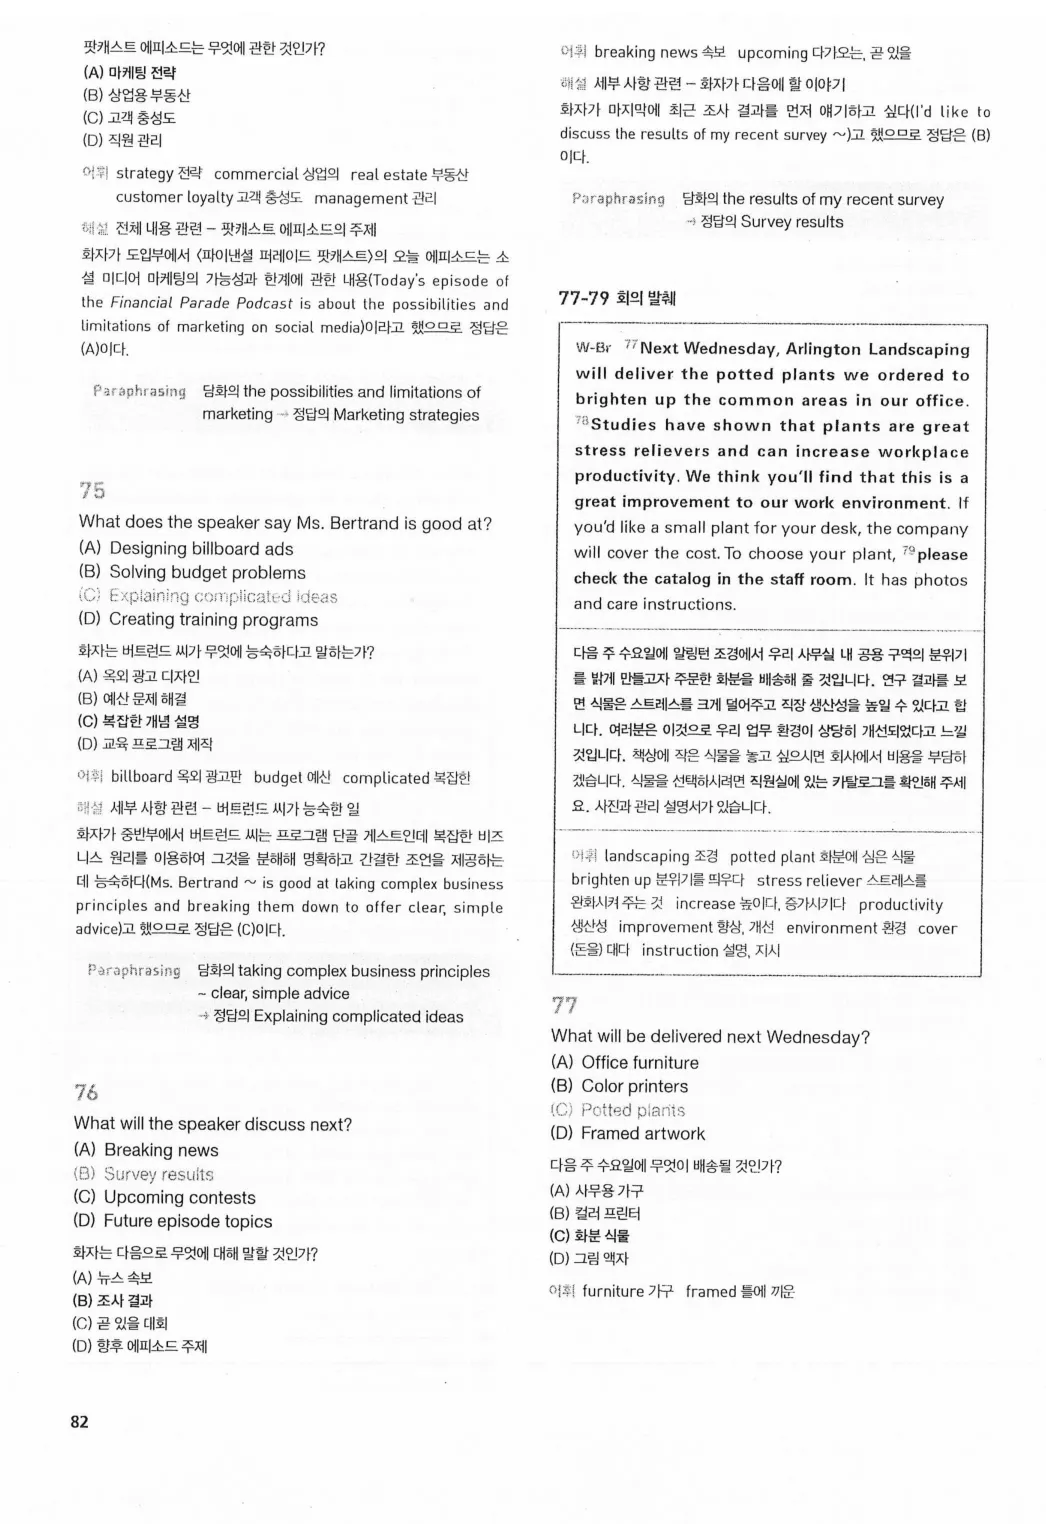 팟캐스트 에피소드는 무엇에 관한 것인가?
(A) 마케팅 전략
(B) 상업용 부동산
(C) 고객 충성도
(D) 직원 관리
어휘 strategy 전략 commercial 상업의 real estate 부동산
customer loyalty 고객 충성도 management 관리
해설 전체 내용 관련 – 팟캐스트 에피소드의 주제
화자가 도입부에서 〈파이낸셜 퍼레이드 팟캐스트〉의 오늘 에피소드는 소
셜 미디어 마케팅의 가능성과 한계에 관한 내용(Today's episode of
the Financial Parade Podcast is about the possibilities and
limitations of marketing on social media)이라고 했으므로 정답은
(A)이다.
Paraphrasing 담화의 the possibilities and limitations of
marketing → 정답의 Marketing strategies
75
What does the speaker say Ms. Bertrand is good at?
(A) Designing billboard ads
(B) Solving budget problems
(C) Explaining complicated ideas
(D) Creating training programs
화자는 버트런드 씨가 무엇에 능숙하다고 말하는가?
(A) 옥외 광고 디자인
(B) 예산 문제 해결
(C) 복잡한 개념 설명
(D) 교육 프로그램 제작
어휘 billboard 옥외 광고판 budget 예산 complicated 복잡한
해설 세부 사항 관련 – 버트런드 씨가 능숙한 일
화자가 중반부에서 버트런드 씨는 프로그램 단골 게스트인데 복잡한 비즈
니스 원리를 이용하여 그것을 분해해 명확하고 간결한 조언을 제공하는
데 능숙하다(Ms. Bertrand ~ is good at taking complex business
principles and breaking them down to offer clear, simple
advice)고 했으므로 정답은 (C)이다.
Paraphrasing 담화의 taking complex business principles
~ clear, simple advice
→ 정답의 Explaining complicated ideas
76
What will the speaker discuss next?
(A) Breaking news
(B) Survey results
(C) Upcoming contests
(D) Future episode topics
화자는 다음으로 무엇에 대해 말할 것인가?
(A) 뉴스 속보
(B) 조사 결과
(C) 곧 있을 대회
(D) 향후 에피소드 주제
82
어휘 breaking news 속보 upcoming 다가오는, 곧 있을
해설 세부 사항 관련 – 화자가 다음에 할 이야기
화자가 마지막에 최근 조사 결과를 먼저 얘기하고 싶다(I'd like to
discuss the results of my recent survey ~)고 했으므로 정답은 (B)
이다.
Paraphrasing 담화의 the results of my recent survey
→ 정답의 Survey results
77-79 회의 발췌
W-Br 77Next Wednesday, Arlington Landscaping
will deliver the potted plants we ordered to
brighten up the common areas in our office.
78Studies have shown that plants are great
stress relievers and can increase workplace
productivity. We think you'll find that this is a
great improvement to our work environment. If
you'd like a small plant for your desk, the company
will cover the cost. To choose your plant, 79please
check the catalog in the staff room. It has photos
and care instructions.
다음 주 수요일에 알링턴 조경에서 우리 사무실 내 공용 구역의 분위기
를 밝게 만들고자 주문한 화분을 배송해 줄 것입니다. 연구 결과를 보
면 식물은 스트레스를 크게 덜어주고 직장 생산성을 높일 수 있다고 합
니다. 여러분은 이것으로 우리 업무 환경이 상당히 개선되었다고 느낄
것입니다. 책상에 작은 식물을 놓고 싶으시면 회사에서 비용을 부담하
겠습니다. 식물을 선택하시려면 직원실에 있는 카탈로그를 확인해 주세
요. 사진과 관리 설명서가 있습니다.
어휘 landscaping 조경 potted plant 화분에 심은 식물
brighten up 분위기를 띄우다 stress reliever 스트레스를
완화시켜 주는 것 increase 높이다, 증가시키다 productivity
생산성 improvement 향상, 개선 environment 환경 cover
(돈을) 대다 instruction 설명, 지시
77
What will be delivered next Wednesday?
(A) Office furniture
(B) Color printers
(C) Potted plants
(D) Framed artwork
다음 주 수요일에 무엇이 배송될 것인가?
(A) 사무용 가구
(B) 컬러 프린터
(C) 화분 식물
(D) 그림 액자
어휘 furniture 가구 framed 틀에 끼운